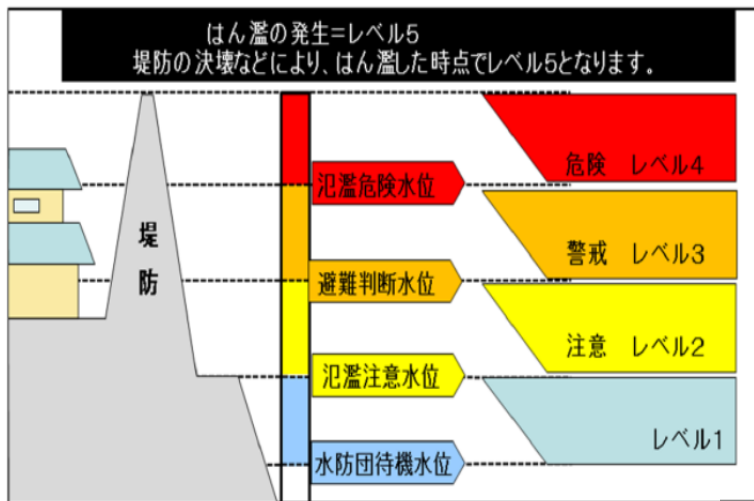 はん濫の発生=レベル5
堤防の決壊などにより、はん濫した時点でレベル5となります。
危険　レベル4
氾濫危険水位
堤防
警戒　レベル3
避難判断水位
注意　レベル2
氾濫注意水位
レベル1
水防団待機水位